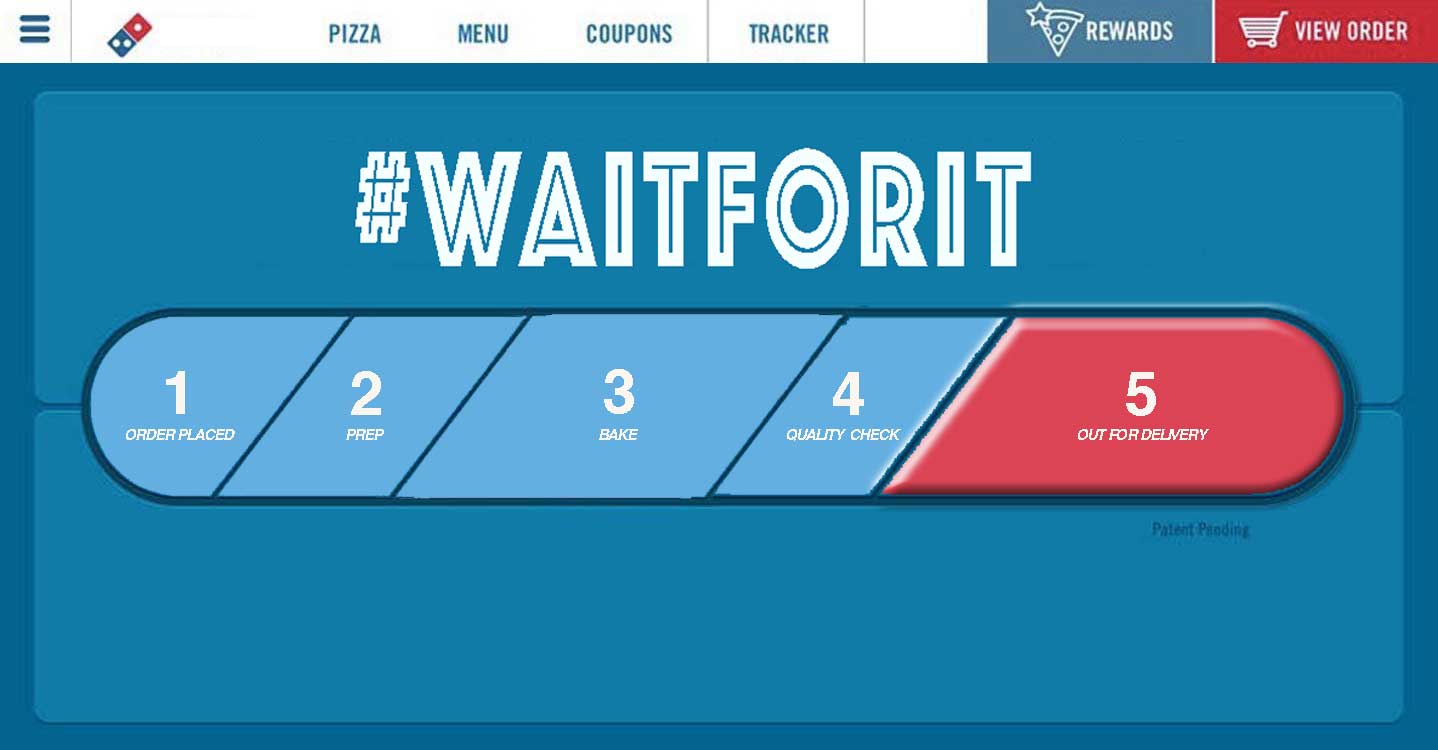 PIZZA MENU COUPONS TRACKER REWARDS VIEW ORDER
#WAITFORIT
1 2 3 4 5
ORDER PLACED PREP BAKE QUALITY CHECK OUT FOR DELIVERY
Patent Pending